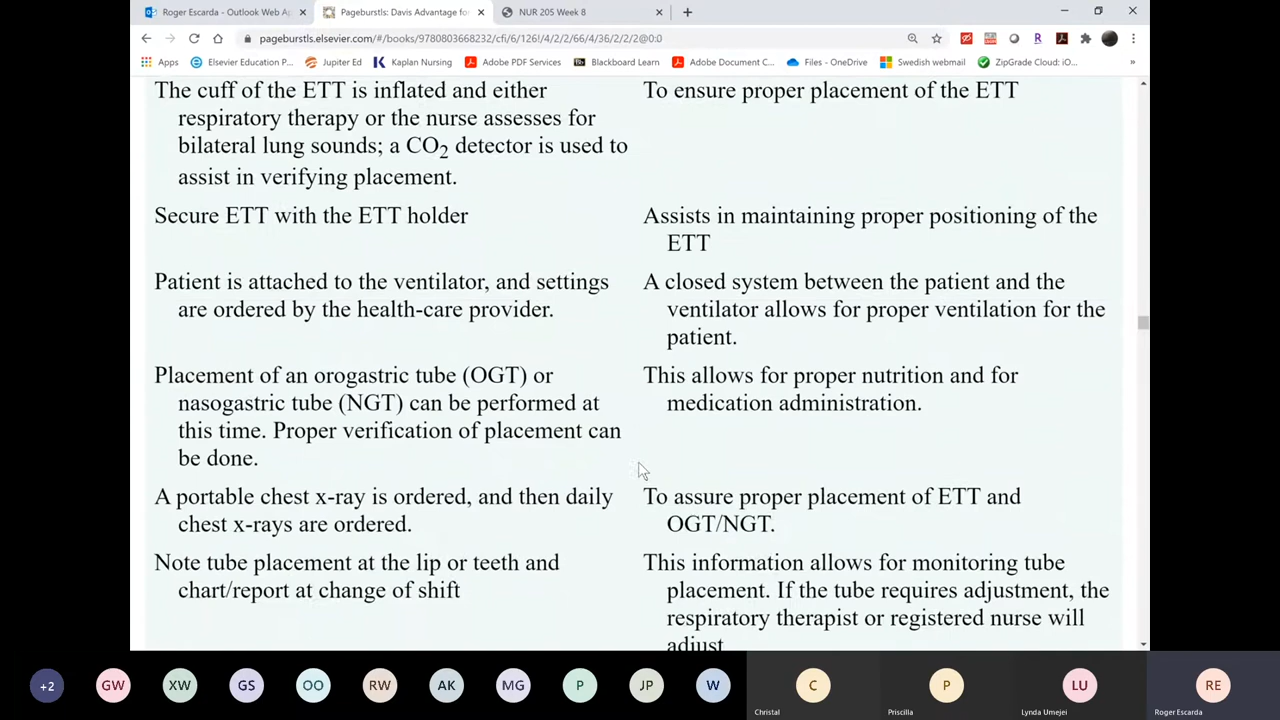 Roger Escarda - Outlook Web Ap
Pageburstls: Davis Advantage for
NUR 205 Week 8
pageburstls.elsevier.com/#/books/9780803668232/cfi/6/126!/4/2/2/66/4/36/2/2/2@0:0
Apps
Elsevier Education P...
Jupiter Ed
Kaplan Nursing
Adobe PDF Services
Blackboard Learn
Adobe Document C...
Files - OneDrive
Swedish webmail
ZipGrade Cloud: iO...
The cuff of the ETT is inflated and either
respiratory therapy or the nurse assesses for
bilateral lung sounds; a CO2 detector is used to
assist in verifying placement.
To ensure proper placement of the ETT
Secure ETT with the ETT holder
Assists in maintaining proper positioning of the
ETT
Patient is attached to the ventilator, and settings
are ordered by the health-care provider.
A closed system between the patient and the
ventilator allows for proper ventilation for the
patient.
Placement of an orogastric tube (OGT) or
nasogastric tube (NGT) can be performed at
this time. Proper verification of placement can
be done.
This allows for proper nutrition and for
medication administration.
A portable chest x-ray is ordered, and then daily
chest x-rays are ordered.
To assure proper placement of ETT and
OGT/NGT.
Note tube placement at the lip or teeth and
chart/report at change of shift
This information allows for monitoring tube
placement. If the tube requires adjustment, the
respiratory therapist or registered nurse will
adjust
+2
GW
XW
GS
OO
RW
AK
MG
P
JP
W
C
Christal
P
Priscilla
LU
Lynda Umejei
RE
Roger Escarda